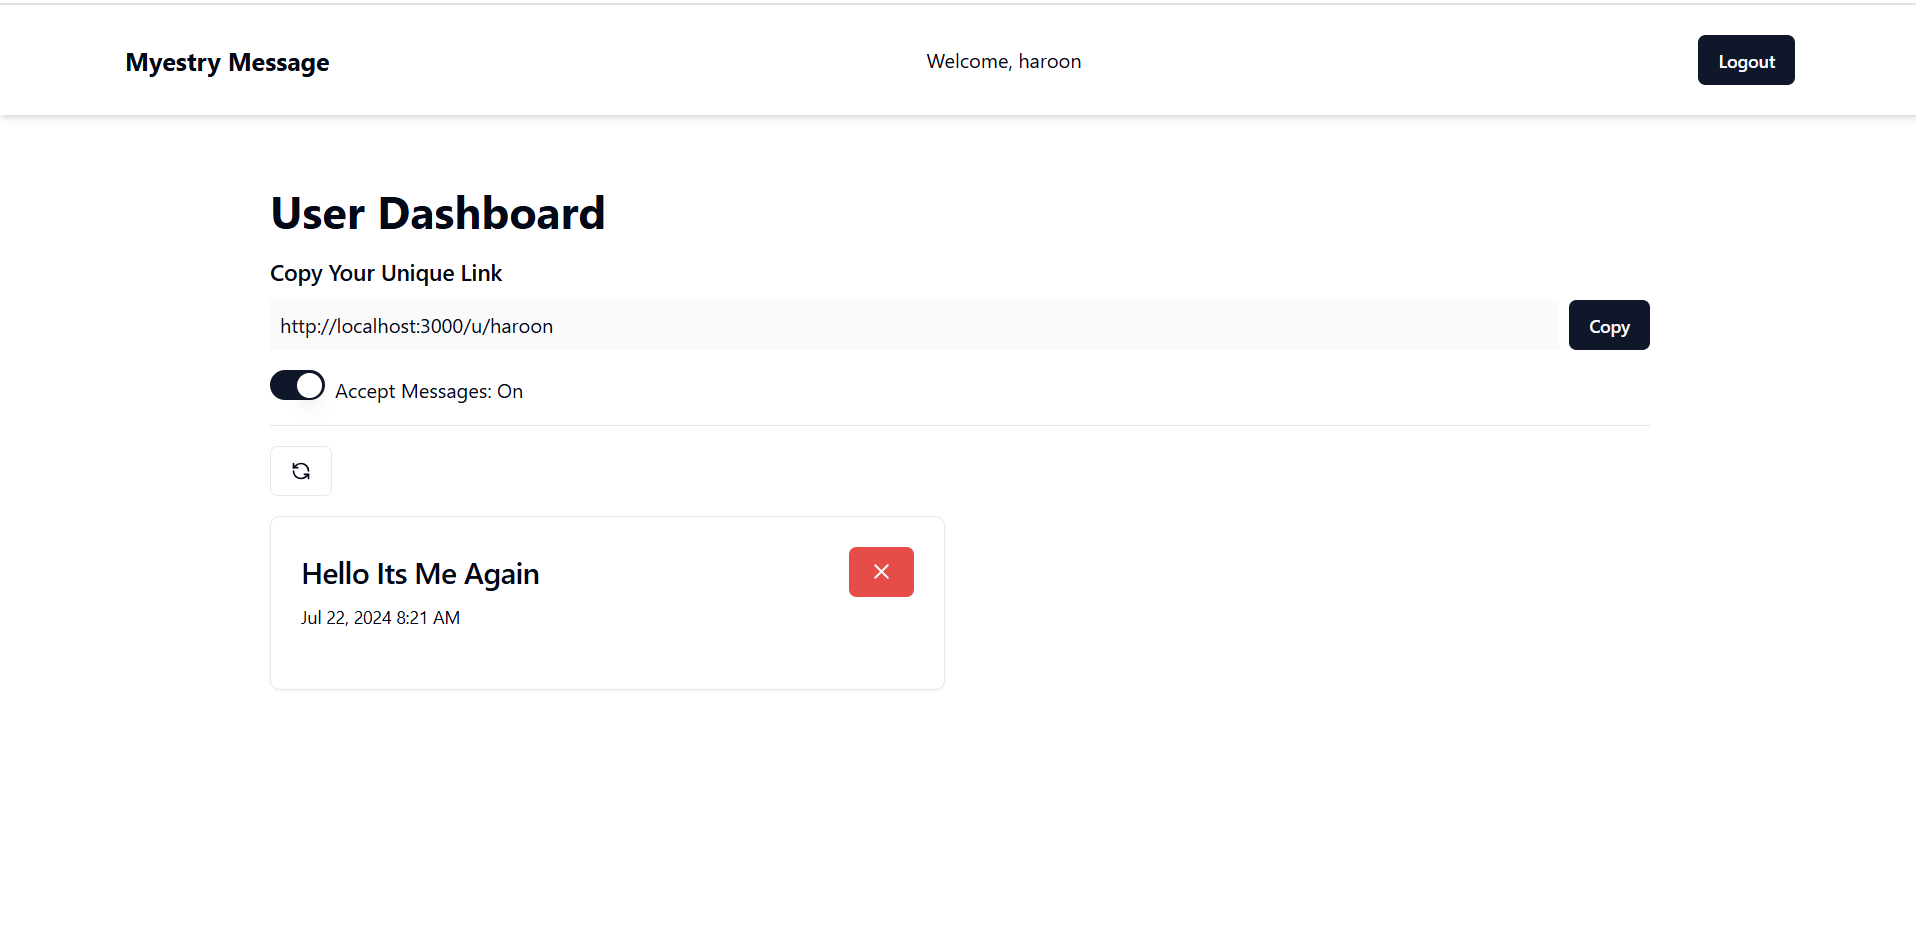 Myestry Message
Welcome, haroon
Logout
User Dashboard
Copy Your Unique Link
http://localhost:3000/u/haroon
Copy
Accept Messages: On
Hello Its Me Again
Jul 22, 2024 8:21 AM